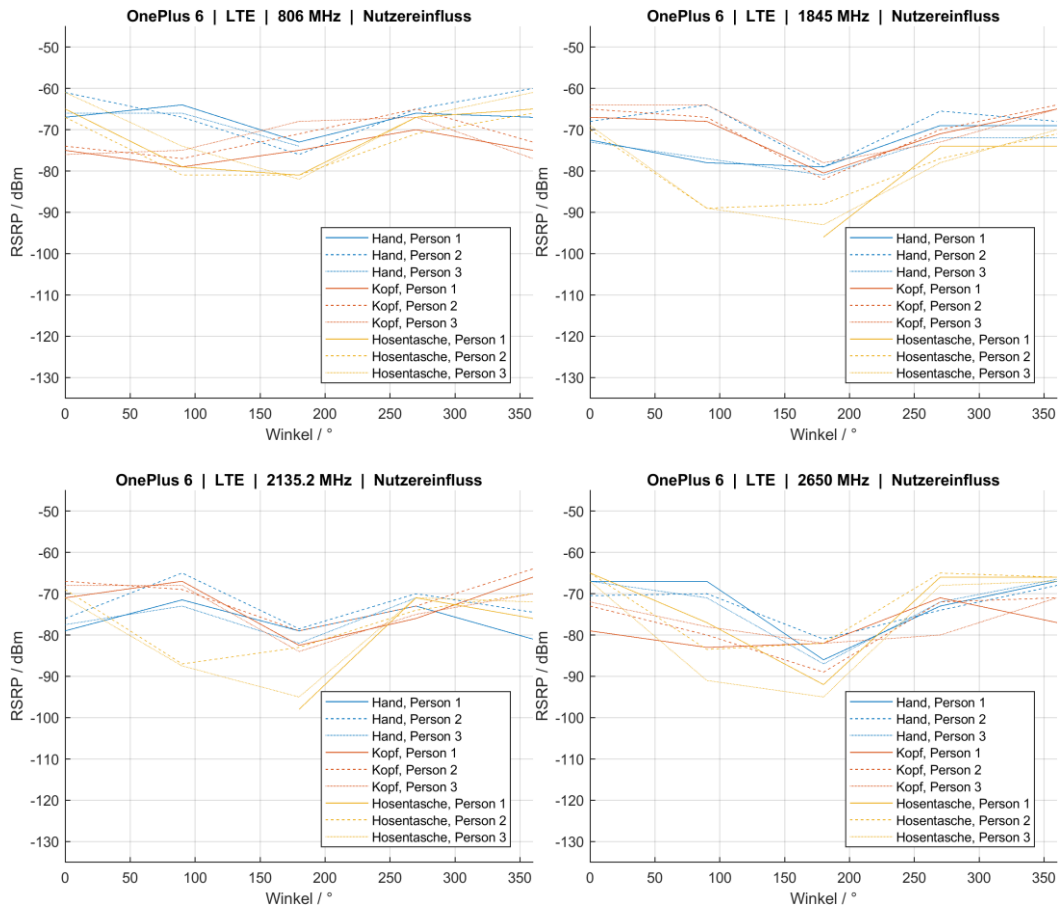 OnePlus 6 | LTE | 806 MHz | Nutzereinfluss
-50
-60
-70
-80
-90
-100
-110
-120
-130
RSRP / dBm
0 50 100 150 200 250 300 350
Winkel / °
Hand, Person 1
Hand, Person 2
Hand, Person 3
Kopf, Person 1
Kopf, Person 2
Kopf, Person 3
Hosentasche, Person 1
Hosentasche, Person 2
Hosentasche, Person 3
OnePlus 6 | LTE | 1845 MHz | Nutzereinfluss
-50
-60
-70
-80
-90
-100
-110
-120
-130
RSRP / dBm
0 50 100 150 200 250 300 350
Winkel / °
Hand, Person 1
Hand, Person 2
Hand, Person 3
Kopf, Person 1
Kopf, Person 2
Kopf, Person 3
Hosentasche, Person 1
Hosentasche, Person 2
Hosentasche, Person 3
OnePlus 6 | LTE | 2135.2 MHz | Nutzereinfluss
-50
-60
-70
-80
-90
-100
-110
-120
-130
RSRP / dBm
0 50 100 150 200 250 300 350
Winkel / °
Hand, Person 1
Hand, Person 2
Hand, Person 3
Kopf, Person 1
Kopf, Person 2
Kopf, Person 3
Hosentasche, Person 1
Hosentasche, Person 2
Hosentasche, Person 3
OnePlus 6 | LTE | 2650 MHz | Nutzereinfluss
-50
-60
-70
-80
-90
-100
-110
-120
-130
RSRP / dBm
0 50 100 150 200 250 300 350
Winkel / °
Hand, Person 1
Hand, Person 2
Hand, Person 3
Kopf, Person 1
Kopf, Person 2
Kopf, Person 3
Hosentasche, Person 1
Hosentasche, Person 2
Hosentasche, Person 3